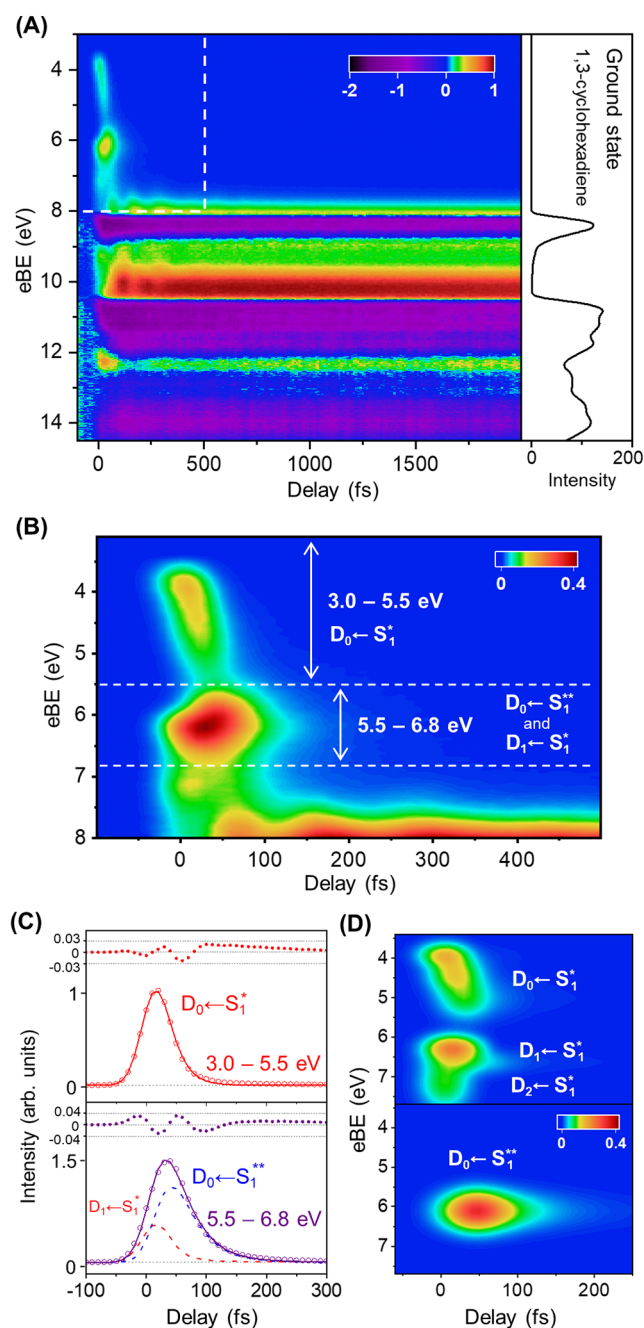 (A)
4
6
8
10
12
14
eBE (eV)
-2 -1 0 1
0 500 1000 1500
Delay (fs)
Ground state
1,3-cyclohexadiene
0 200
Intensity
(B)
4
5
6
7
8
eBE (eV)
0 0.4
3.0 – 5.5 eV
D₀←S₁*
5.5 – 6.8 eV
D₀←S₁**
and
D₁←S₁*
0 100 200 300 400
Delay (fs)
(C)
0.03
0
-0.03
1
0
D₀←S₁*
3.0 – 5.5 eV
0.04
0
-0.04
1.5
0
D₀←S₁**
D₁←S₁*
5.5 – 6.8 eV
Intensity (arb. units)
-100 0 100 200 300
Delay (fs)
(D)
4
5
6
7
D₀←S₁*
D₁←S₁*
D₂←S₁*
eBE (eV)
0 0.4
D₀←S₁**
5
6
7
0 100 200
Delay (fs)